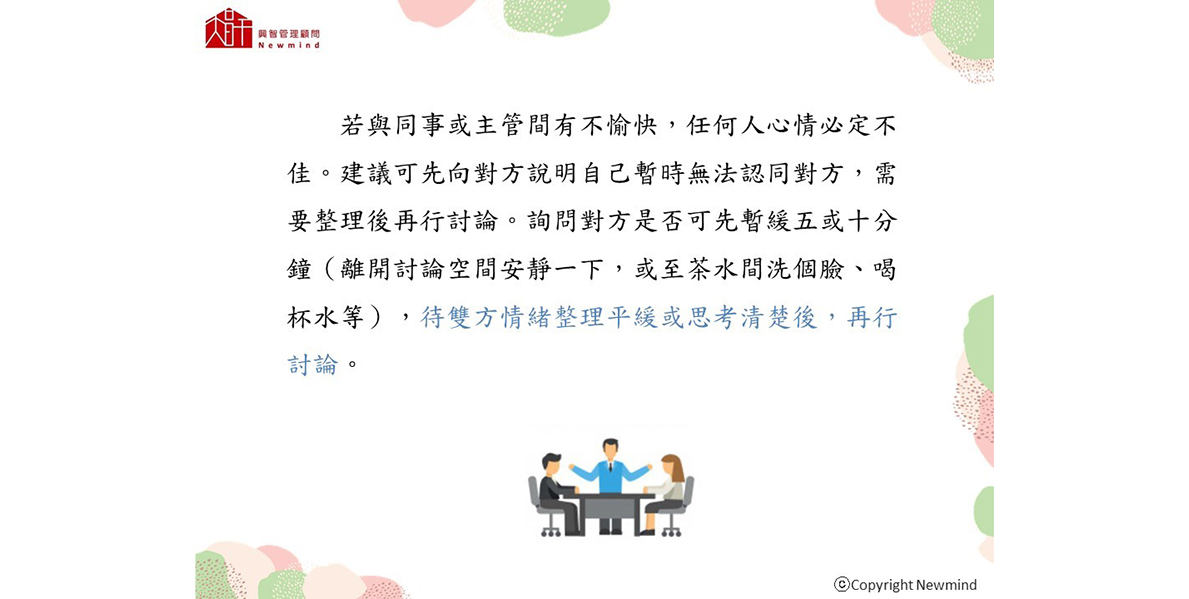 興智管理顧問
Newmind
若與同事或主管間有不愉快，任何人心情必定不
佳。建議可先向對方說明自己暫時無法認同對方，需
要整理後再行討論。詢問對方是否可先暫緩五或十分
鐘（離開討論空間安靜一下，或至茶水間洗個臉、喝
杯水等），待雙方情緒整理平緩或思考清楚後，再行
討論。
©Copyright Newmind